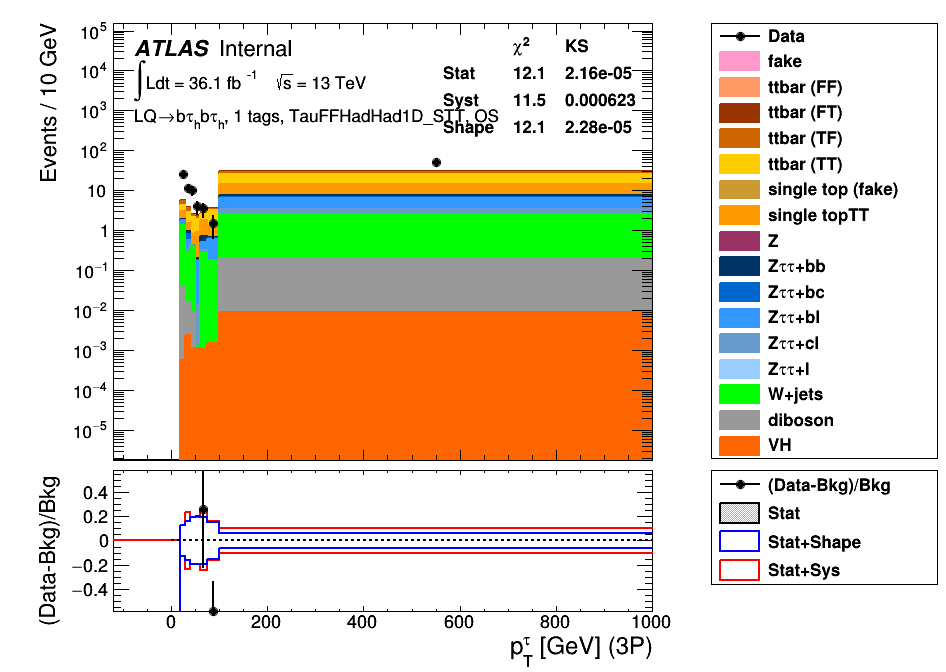 Events / 10 GeV
10⁵
10⁴
10³
10²
10
1
10⁻¹
10⁻²
10⁻³
10⁻⁴
10⁻⁵
ATLAS Internal
∫Ldt = 36.1 fb⁻¹ √s = 13 TeV
LQ→bτₕbτₕ, 1 tags, TauFFHadHad1D_STT, OS
χ² KS
Stat 12.1 2.16e-05
Syst 11.5 0.000623
Shape 12.1 2.28e-05
Data
fake
ttbar (FF)
ttbar (FT)
ttbar (TF)
ttbar (TT)
single top (fake)
single topTT
Z
Zττ+bb
Zττ+bc
Zττ+bl
Zττ+cl
Zττ+l
W+jets
diboson
VH
(Data-Bkg)/Bkg
0.4
0.2
0
−0.2
−0.4
0 200 400 600 800 1000
p_T^τ [GeV] (3P)
(Data-Bkg)/Bkg
Stat
Stat+Shape
Stat+Sys